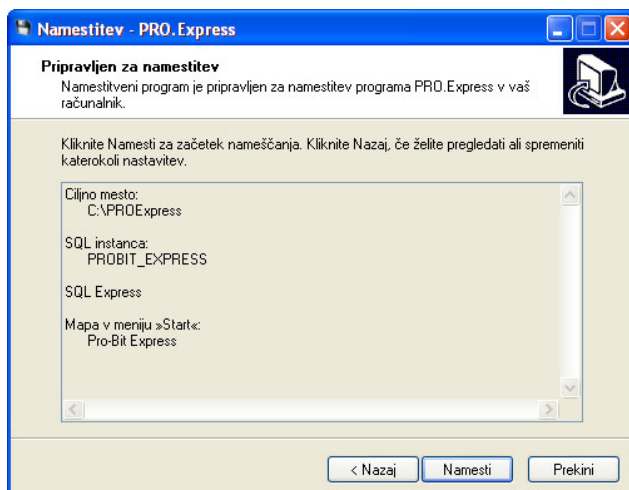 Namestitev - PRO.Express
Pripravljen za namestitev
Namestitveni program je pripravljen za namestitev programa PRO.Express v vaš
računalnik.
Kliknite Namesti za začetek nameščanja. Kliknite Nazaj, če želite pregledati ali spremeniti
katerokoli nastavitev.
Ciljno mesto:
C:\PROExpress
SQL instanca:
PROBIT_EXPRESS
SQL Express
Mapa v meniju »Start«:
Pro-Bit Express
< Nazaj
Namesti
Prekini